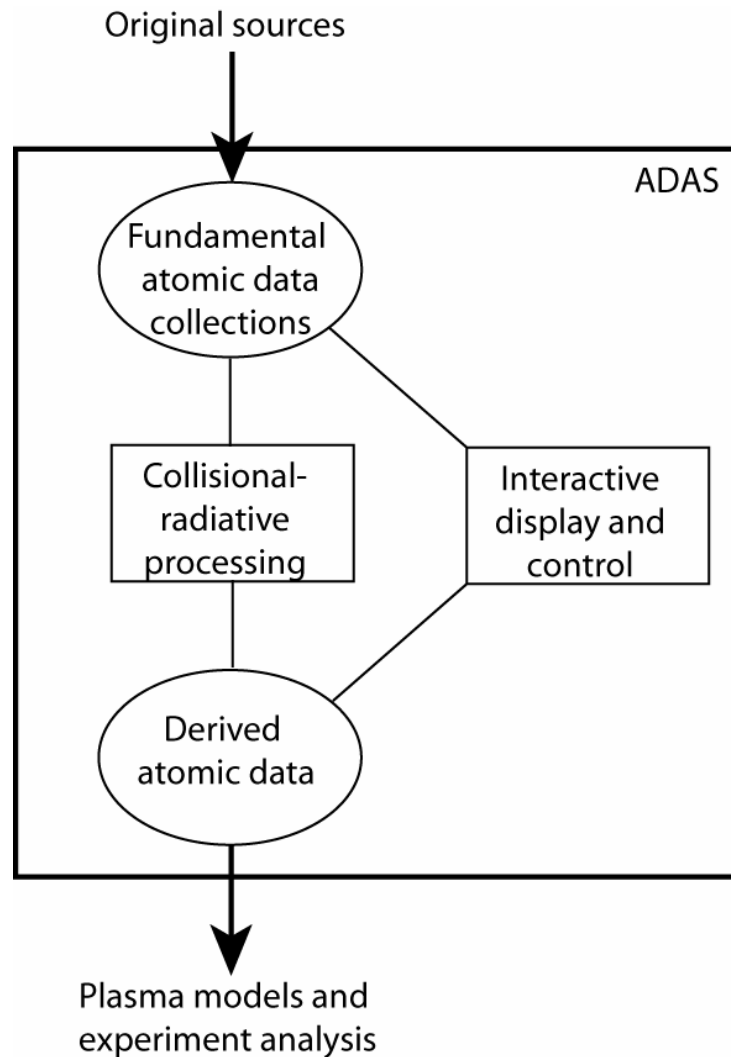 Original sources
ADAS
Fundamental
atomic data
collections
Collisional-
radiative
processing
Interactive
display and
control
Derived
atomic data
Plasma models and
experiment analysis